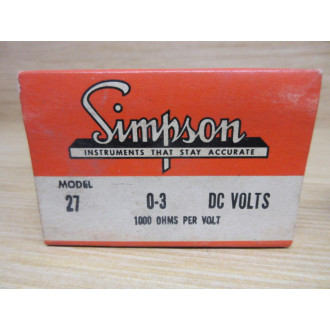 Simpson
INSTRUMENTS THAT STAY ACCURATE
MODEL
27 0-3 DC VOLTS
1000 OHMS PER VOLT